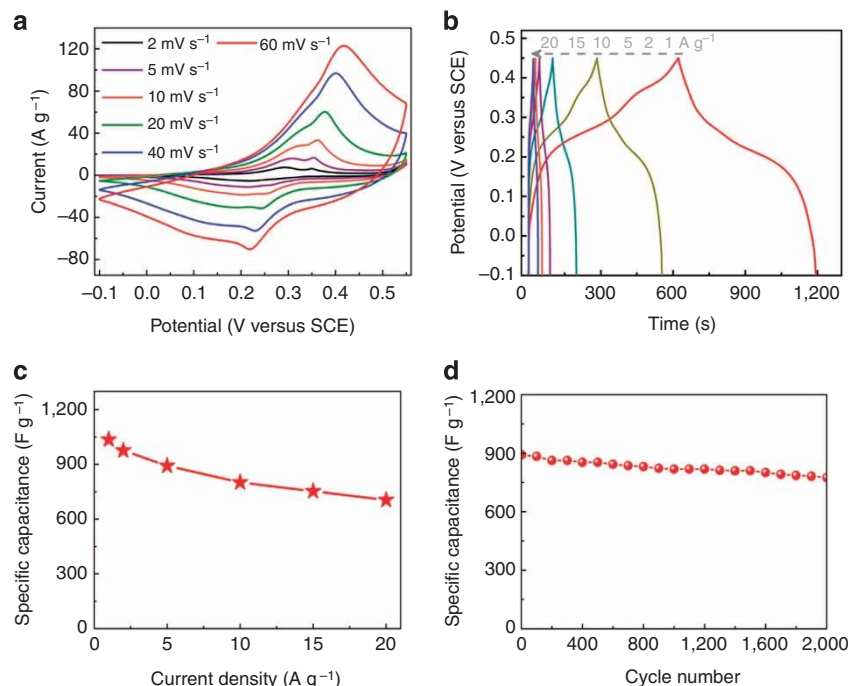 a
2 mV s⁻¹
60 mV s⁻¹
5 mV s⁻¹
10 mV s⁻¹
20 mV s⁻¹
40 mV s⁻¹
120
80
40
0
–40
–80
Current (A g⁻¹)
–0.1 0.0 0.1 0.2 0.3 0.4 0.5
Potential (V versus SCE)
b
20 15 10 5 2 1 A g⁻¹
0.5
0.4
0.3
0.2
0.1
0.0
–0.1
Potential (V versus SCE)
0 300 600 900 1,200
Time (s)
c
1,200
900
600
300
0
Specific capacitance (F g⁻¹)
0 5 10 15 20
Current density (A g⁻¹)
d
1,200
900
600
300
0
Specific capacitance (F g⁻¹)
0 400 800 1,200 1,600 2,000
Cycle number